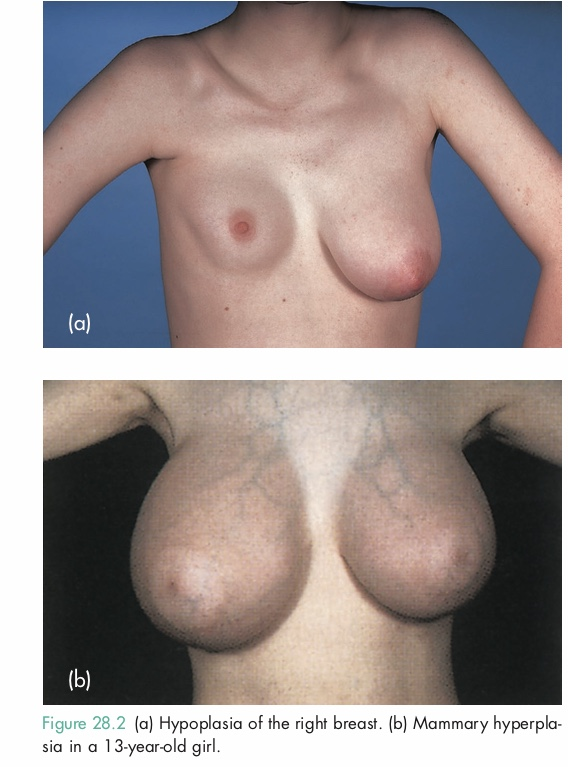 (a)
(b)
Figure 28.2 (a) Hypoplasia of the right breast. (b) Mammary hyperpla-
sia in a 13-year-old girl.